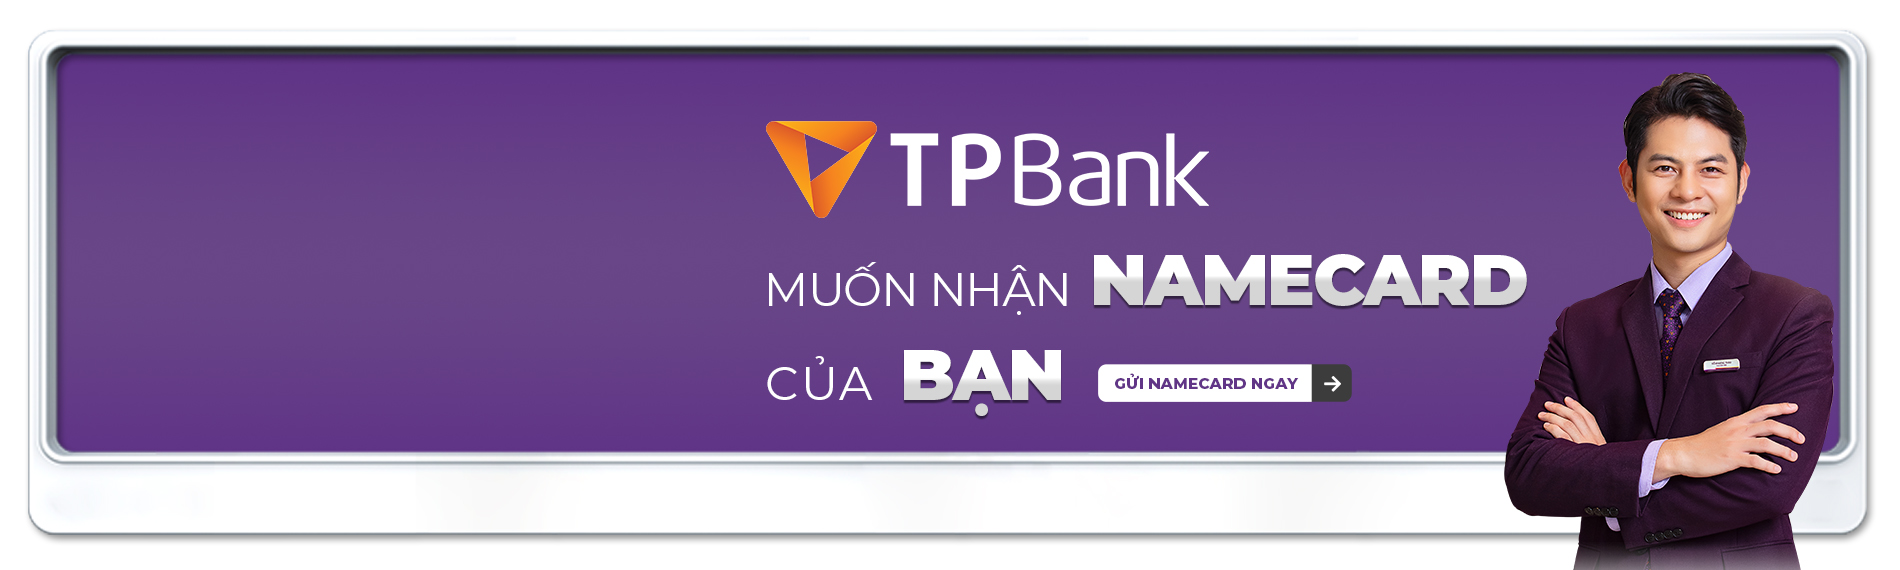 TPBank
MUỐN NHẬN NAMECARD
CỦA BẠN
GỬI NAMECARD NGAY